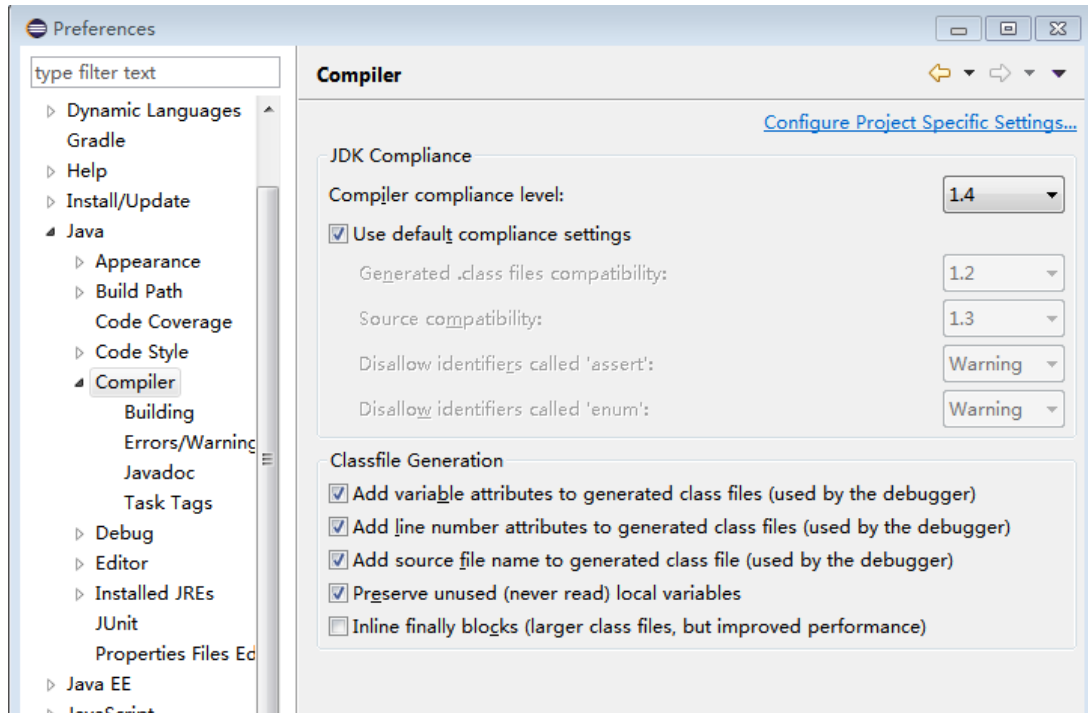 Preferences
type filter text
Dynamic Languages
Gradle
Help
Install/Update
Java
Appearance
Build Path
Code Coverage
Code Style
Compiler
Building
Errors/Warning
Javadoc
Task Tags
Debug
Editor
Installed JREs
JUnit
Properties Files Ed
Java EE
JavaScript
Compiler
Configure Project Specific Settings...
JDK Compliance
Compiler compliance level: 1.4
Use default compliance settings
Generated .class files compatibility: 1.2
Source compatibility: 1.3
Disallow identifiers called 'assert': Warning
Disallow identifiers called 'enum': Warning
Classfile Generation
Add variable attributes to generated class files (used by the debugger)
Add line number attributes to generated class files (used by the debugger)
Add source file name to generated class file (used by the debugger)
Preserve unused (never read) local variables
Inline finally blocks (larger class files, but improved performance)